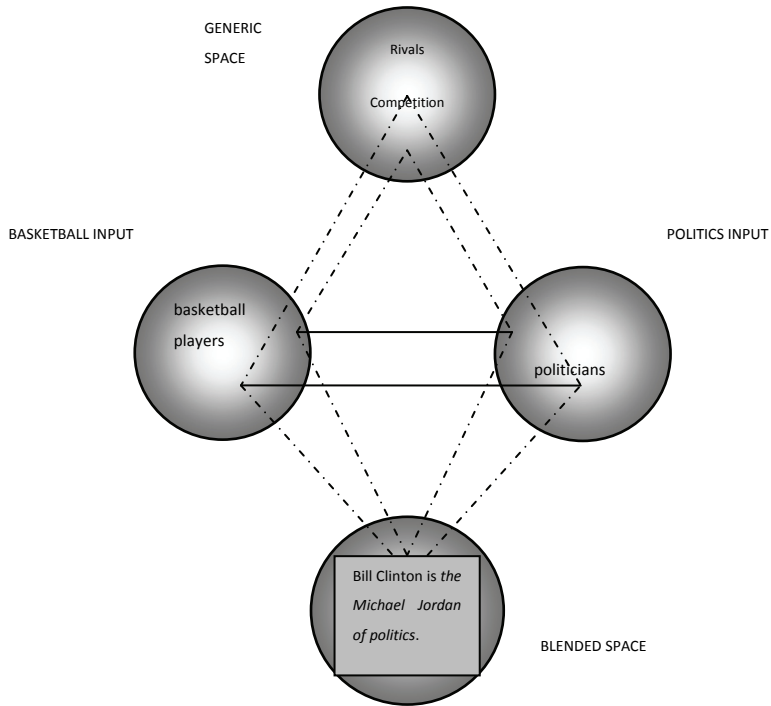 GENERIC
SPACE
Rivals
Competition
BASKETBALL INPUT
POLITICS INPUT
basketball
players
politicians
Bill Clinton is the
Michael Jordan
of politics.
BLENDED SPACE